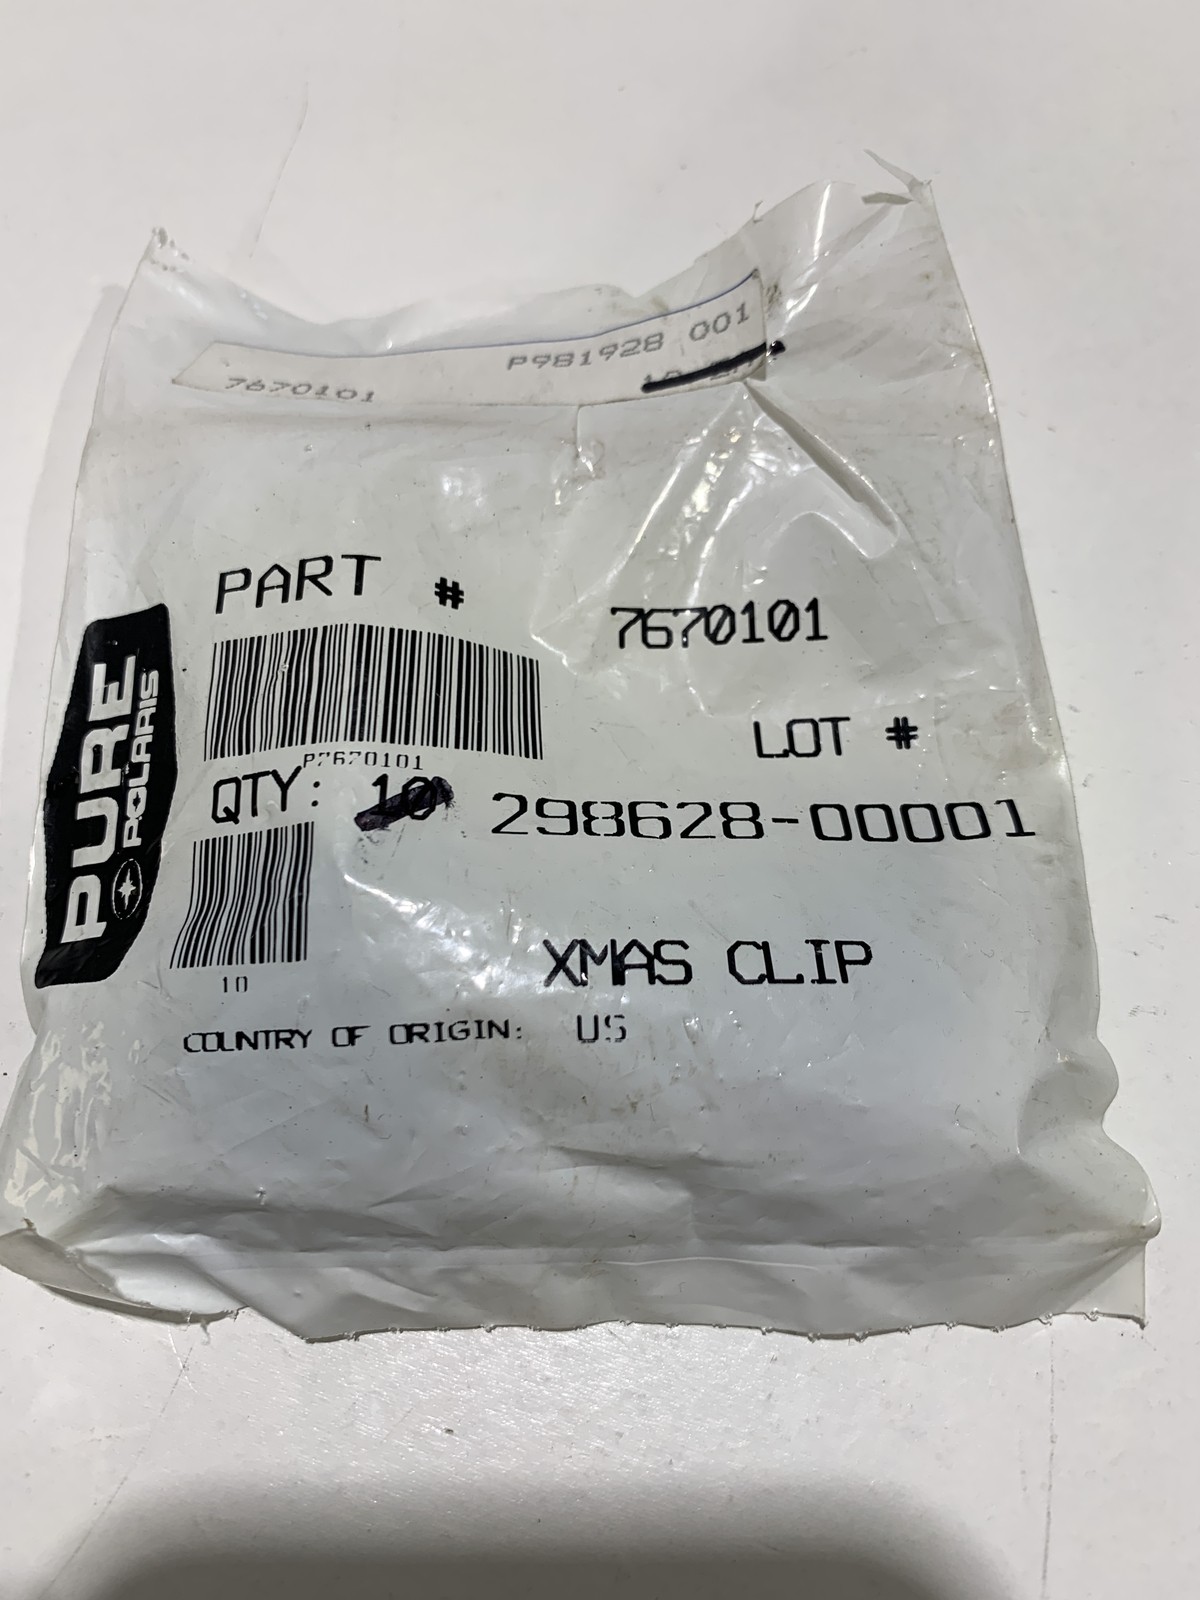 P981928 001
7670101
PART #
7670101
P7670101
LOT #
QTY: 10 298628-00001
10
XMAS CLIP
COUNTRY OF ORIGIN: US
PURE
POLARIS